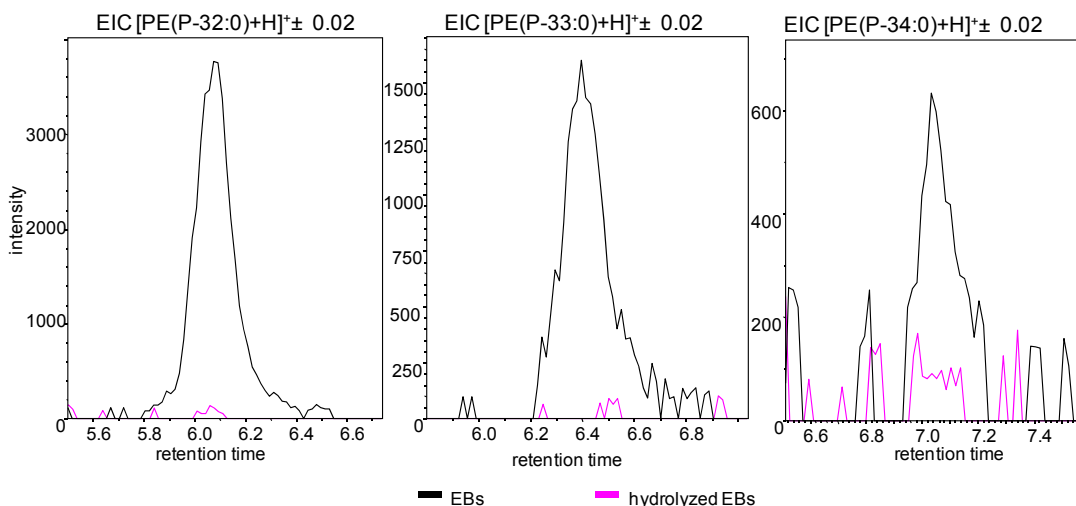 EIC [PE(P-32:0)+H]⁺± 0.02
EIC [PE(P-33:0)+H]⁺± 0.02
EIC [PE(P-34:0)+H]⁺± 0.02
intensity
3000
2000
1000
0
5.6 5.8 6.0 6.2 6.4 6.6
retention time
1500
1250
1000
750
500
250
0
6.0 6.2 6.4 6.6 6.8
retention time
600
400
200
0
6.6 6.8 7.0 7.2 7.4
retention time
EBs
hydrolyzed EBs